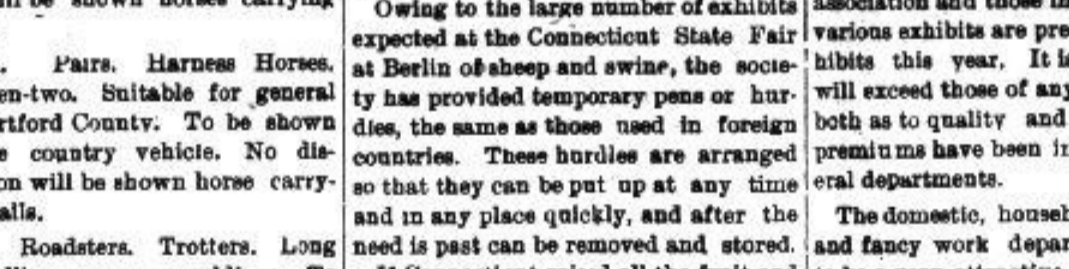 . Pairs. Harness Horses.
en-two. Suitable for general
rtford County. To be shown
e country vehicle. No dis-
on will be shown horse carry-
alls.
Roadsters. Trotters. Long
Owing to the large number of exhibits
expected at the Connecticut State Fair
at Berlin of sheep and swine, the socie-
ty has provided temporary pens or hur-
dles, the same as those used in foreign
countries. These hurdles are arranged
so that they can be put up at any time
and in any place quickly, and after the
need is past can be removed and stored.
association and those in
various exhibits are pre
hibits this year. It is
will exceed those of any
both as to quality and
premiums have been in
eral departments.
The domestic, househ
and fancy work depar